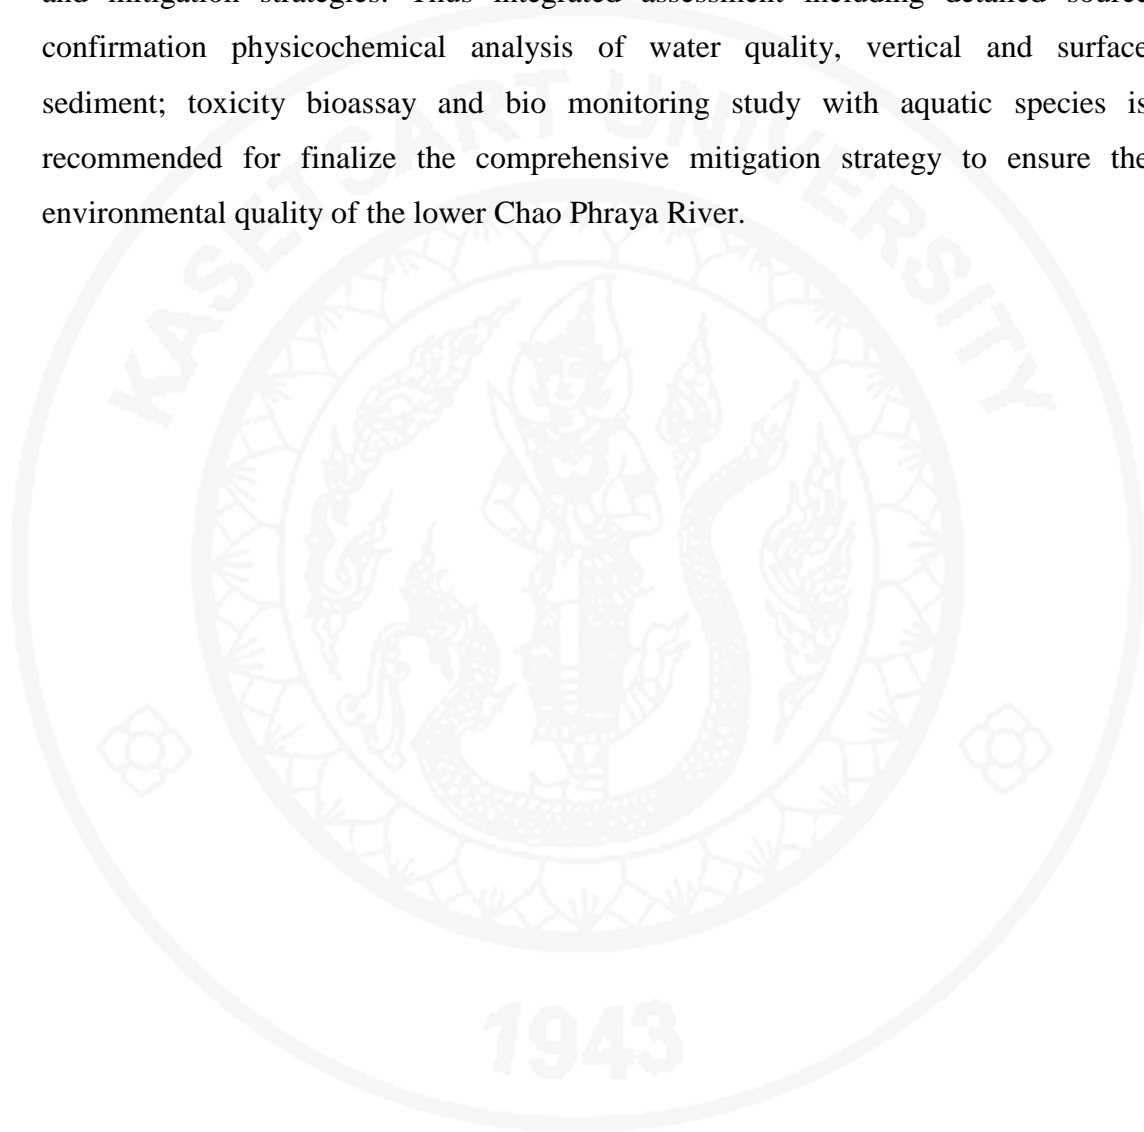 and mitigation strategies. Thus integrated assessment including detailed source
confirmation physicochemical analysis of water quality, vertical and surface
sediment; toxicity bioassay and bio monitoring study with aquatic species is
recommended for finalize the comprehensive mitigation strategy to ensure the
environmental quality of the lower Chao Phraya River.
KASETSART UNIVERSITY
1943